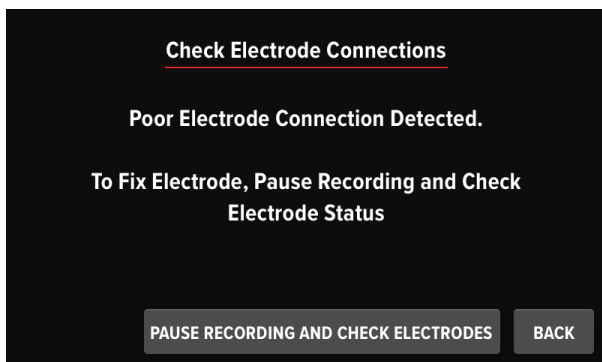 Check Electrode Connections
Poor Electrode Connection Detected.
To Fix Electrode, Pause Recording and Check
Electrode Status
PAUSE RECORDING AND CHECK ELECTRODES
BACK